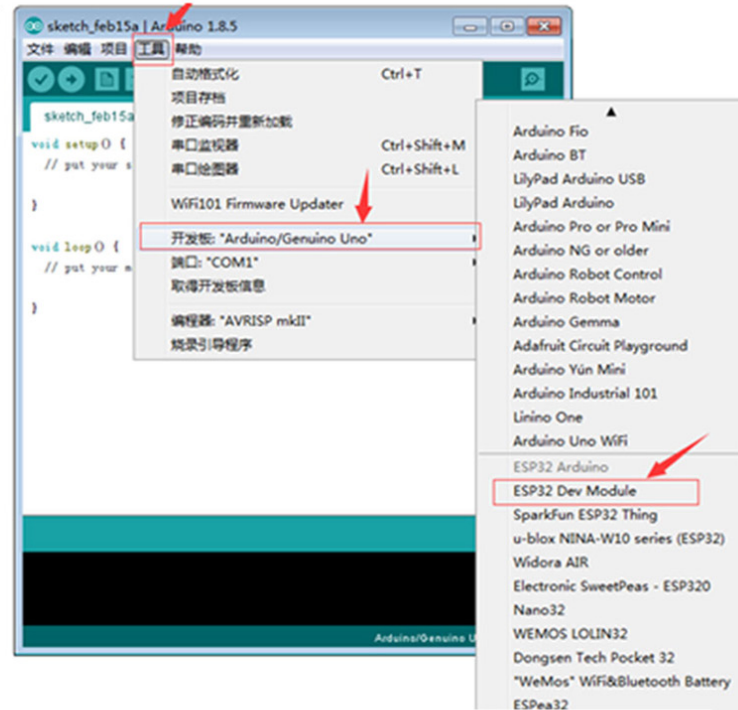 sketch_feb15a | Arduino 1.8.5
文件 编辑 项目 工具 帮助
sketch_feb15a
void setup() {
// put your s
}
void loop() {
// put your m
}
自动格式化 Ctrl+T
项目存档
修正编码并重新加载
串口监视器 Ctrl+Shift+M
串口绘图器 Ctrl+Shift+L
WiFi101 Firmware Updater
开发板: "Arduino/Genuino Uno"
端口: "COM1"
取得开发板信息
编程器: "AVRISP mkII"
烧录引导程序
Arduino Fio
Arduino BT
LilyPad Arduino USB
LilyPad Arduino
Arduino Pro or Pro Mini
Arduino NG or older
Arduino Robot Control
Arduino Robot Motor
Arduino Gemma
Adafruit Circuit Playground
Arduino Yún Mini
Arduino Industrial 101
Linino One
Arduino Uno WiFi
ESP32 Arduino
ESP32 Dev Module
SparkFun ESP32 Thing
u-blox NINA-W10 series (ESP32)
Widora AIR
Electronic SweetPeas - ESP320
Nano32
WEMOS LOLIN32
Dongsen Tech Pocket 32
"WeMos" WiFi&Bluetooth Battery
ESPea32
Arduino/Genuino U